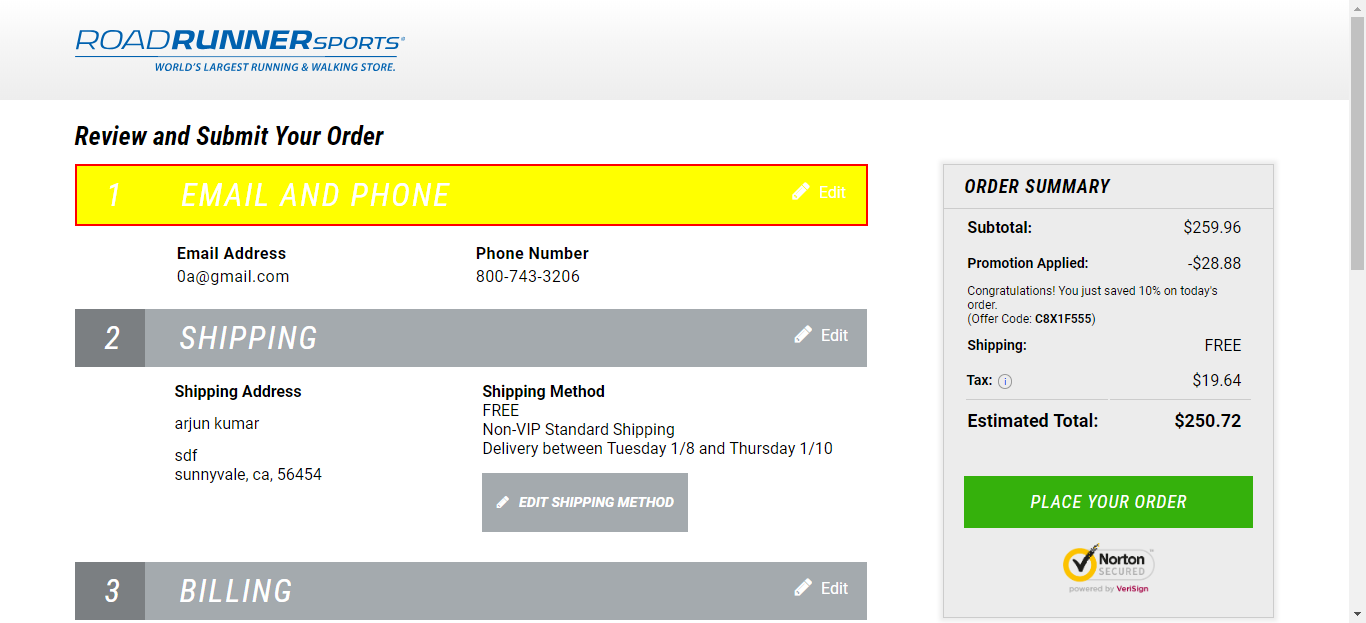 ROADRUNNERSPORTS®
WORLD'S LARGEST RUNNING & WALKING STORE.
Review and Submit Your Order
1 EMAIL AND PHONE Edit
Email Address Phone Number
0a@gmail.com 800-743-3206
2 SHIPPING Edit
Shipping Address
arjun kumar
sdf
sunnyvale, ca, 56454
Shipping Method
FREE
Non-VIP Standard Shipping
Delivery between Tuesday 1/8 and Thursday 1/10
EDIT SHIPPING METHOD
3 BILLING Edit
ORDER SUMMARY
Subtotal: $259.96
Promotion Applied: -$28.88
Congratulations! You just saved 10% on today's
order.
(Offer Code: C8X1F555)
Shipping: FREE
Tax: i $19.64
Estimated Total: $250.72
PLACE YOUR ORDER
Norton™
SECURED
powered by VeriSign